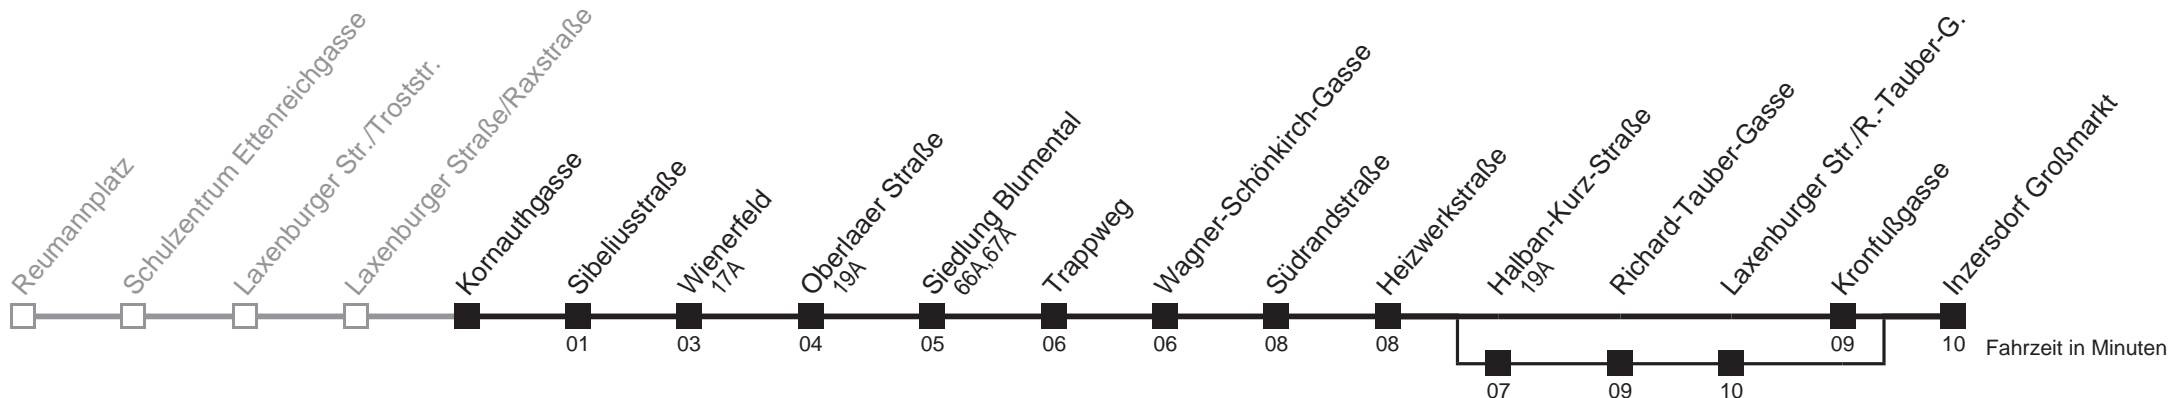 Reumannplatz
Schulzentrum Ettenreichgasse
Laxenburger Str./Troststr.
Laxenburger Straße/Raxstraße
Kornauthgasse
Sibeliusstraße
Wienerfeld
17A
Oberlaaer Straße
19A
Siedlung Blumental
66A,67A
Trappweg
Wagner-Schönkirch-Gasse
Südrandstraße
Heizwerkstraße
Halban-Kurz-Straße
19A
Richard-Tauber-Gasse
Laxenburger Str./R.-Tauber-G.
Kronfußgasse
Inzersdorf Großmarkt
01 03 04 05 06 06 08 08 09 10 Fahrzeit in Minuten
07 09 10